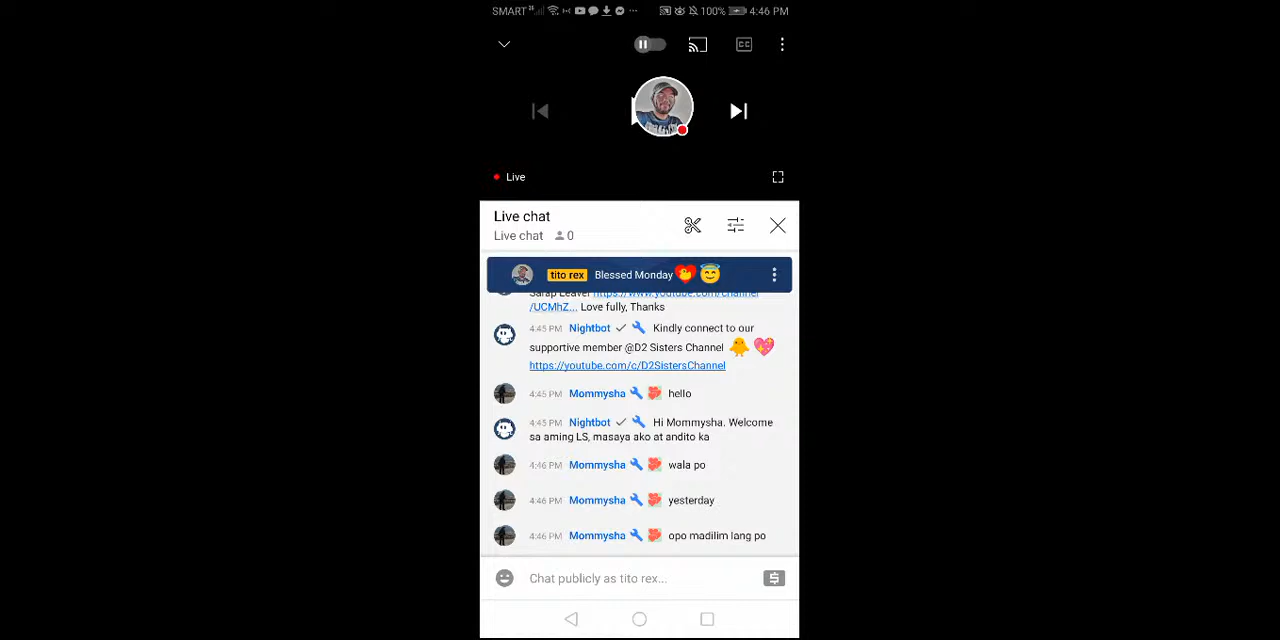 SMART 100% 4:46 PM
CC
Live
Live chat
Live chat 0
tito rex Blessed Monday
Sarap Leaver https://www.youtube.com/channel
/UCMhZ... Love fully, Thanks
4:45 PM Nightbot Kindly connect to our
supportive member @D2 Sisters Channel
https://youtube.com/c/D2SistersChannel
4:45 PM Mommysha hello
4:45 PM Nightbot Hi Mommysha. Welcome
sa aming LS, masaya ako at andito ka
4:46 PM Mommysha wala po
4:46 PM Mommysha yesterday
4:46 PM Mommysha opo madilim lang po
Chat publicly as tito rex...
$